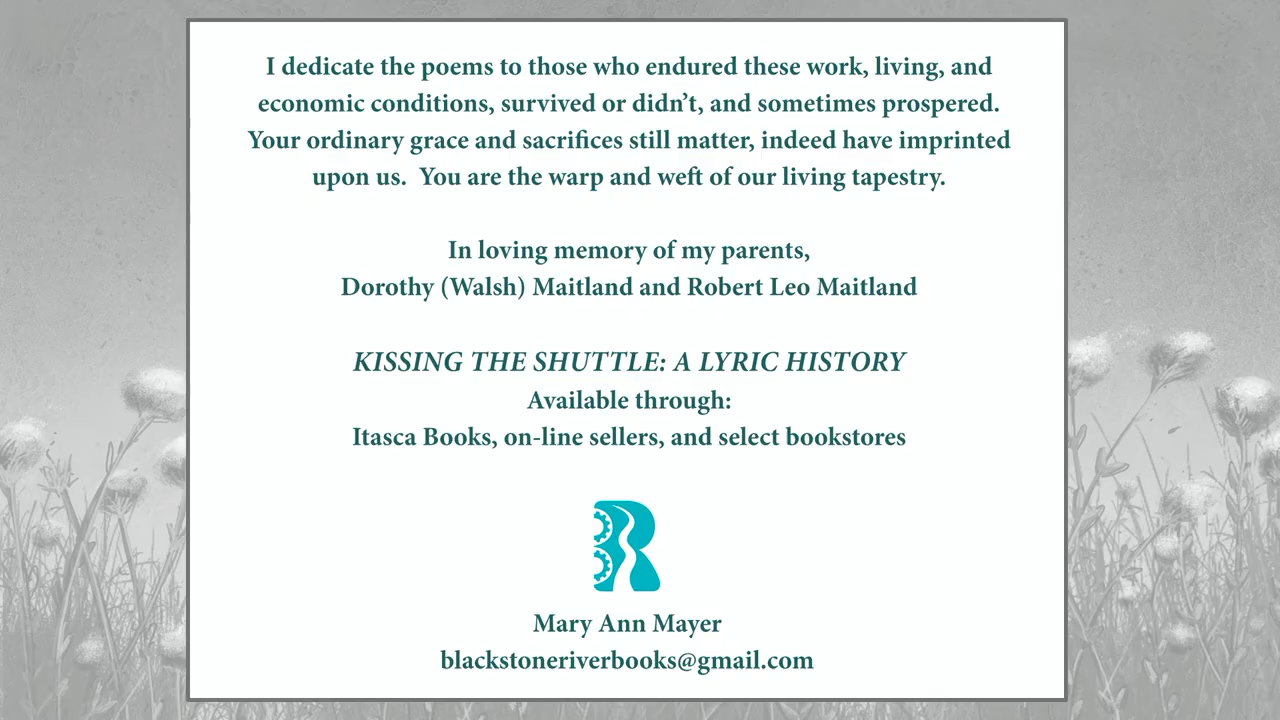 I dedicate the poems to those who endured these work, living, and
economic conditions, survived or didn’t, and sometimes prospered.
Your ordinary grace and sacrifices still matter, indeed have imprinted
upon us.  You are the warp and weft of our living tapestry.
In loving memory of my parents,
Dorothy (Walsh) Maitland and Robert Leo Maitland
KISSING THE SHUTTLE: A LYRIC HISTORY
Available through:
Itasca Books, on-line sellers, and select bookstores
R
Mary Ann Mayer
blackstoneriverbooks@gmail.com